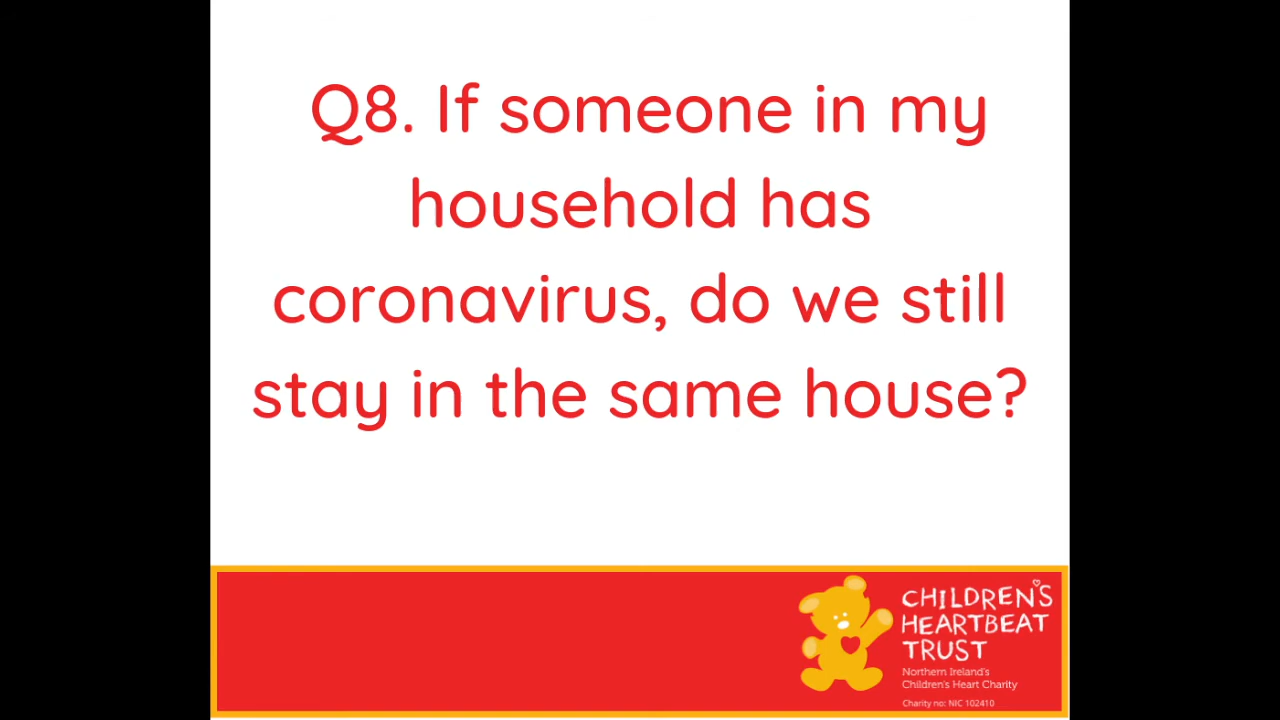 Q8. If someone in my
household has
coronavirus, do we still
stay in the same house?
CHILDREN'S
HEARTBEAT
TRUST
Northern Ireland's
Children's Heart Charity
Charity no: NIC 102410